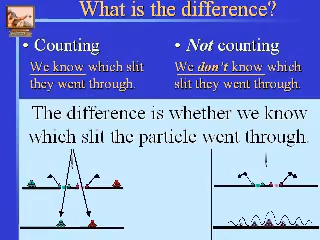 What is the difference?
• Counting
We know which slit
they went through.
• Not counting
We don't know which
slit they went through.
The difference is whether we know
which slit the particle went through.